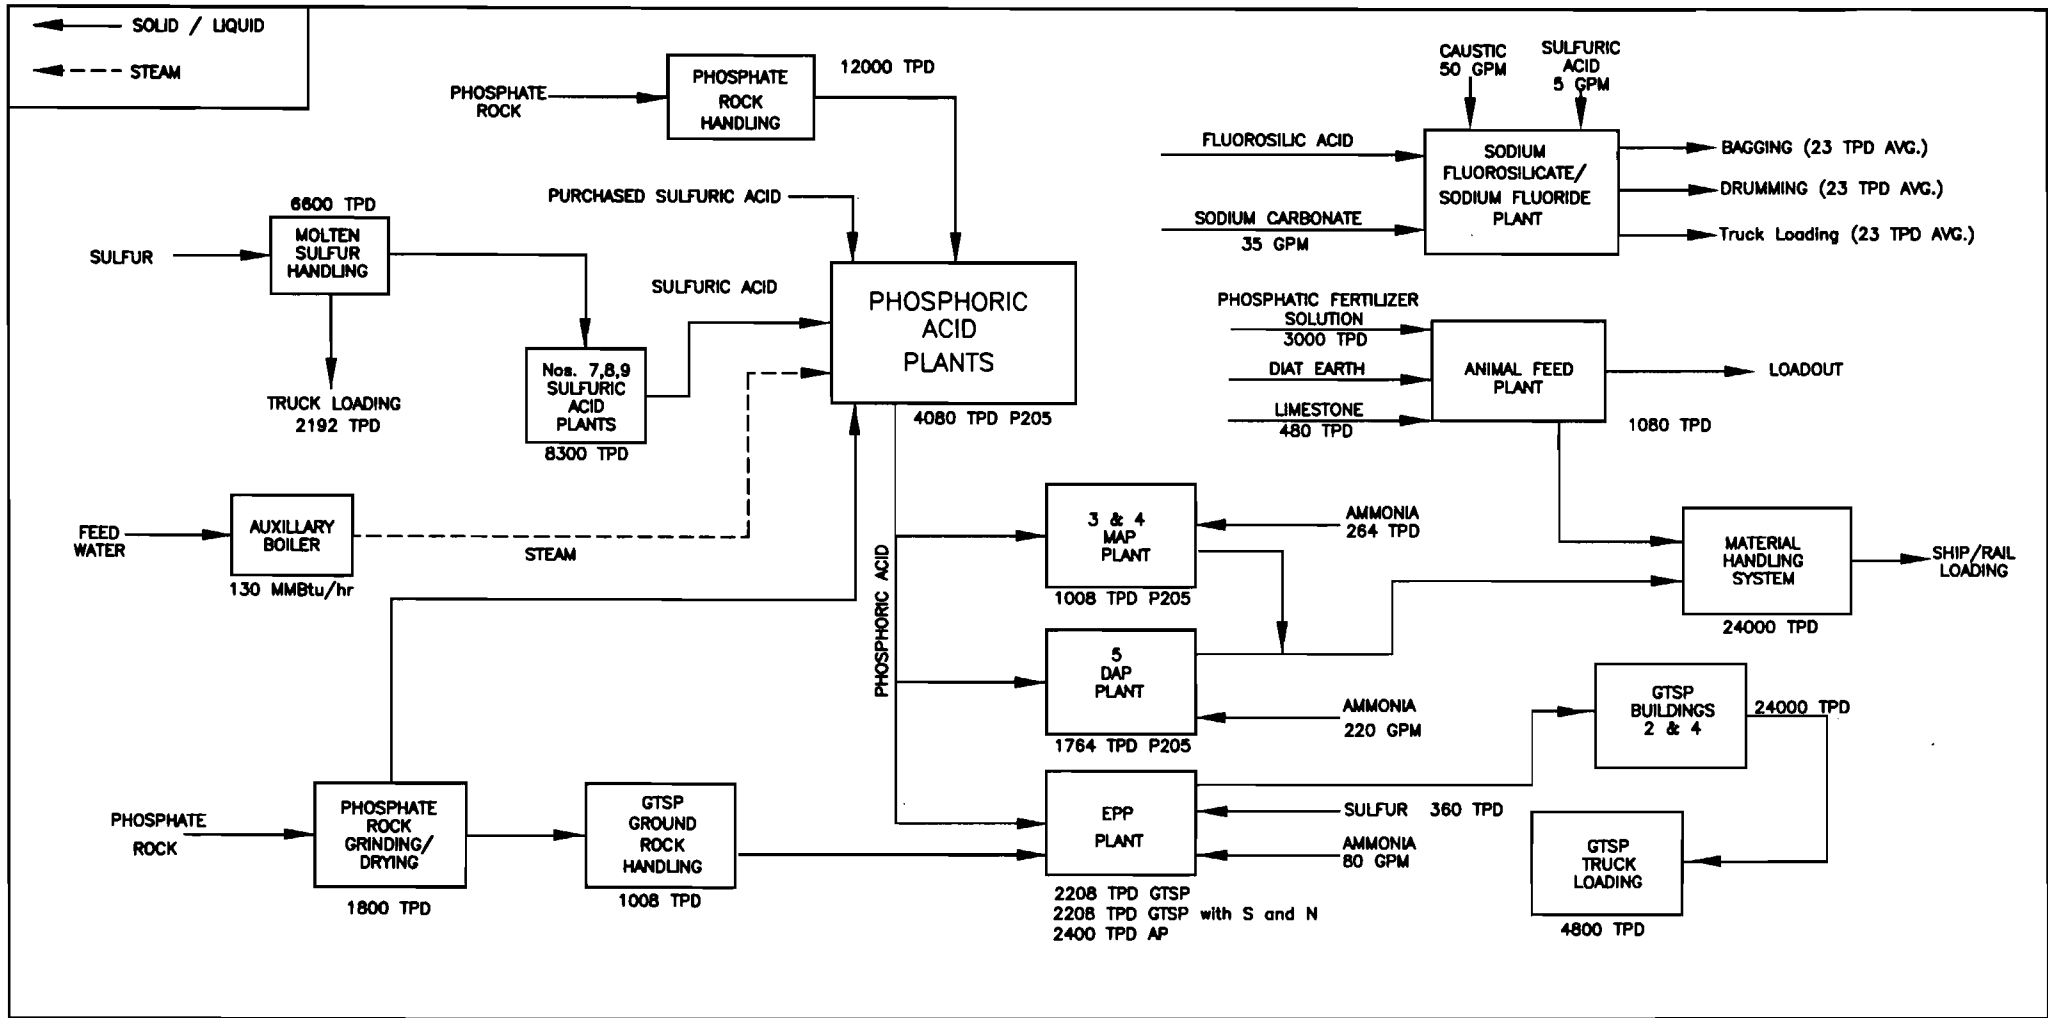 SOLID / LIQUID
STEAM
PHOSPHATE
ROCK
PHOSPHATE
ROCK
HANDLING
12000 TPD
PURCHASED SULFURIC ACID
6600 TPD
MOLTEN
SULFUR
HANDLING
SULFUR
TRUCK LOADING
2192 TPD
SULFURIC ACID
Nos. 7,8,9
SULFURIC
ACID
PLANTS
8300 TPD
PHOSPHORIC
ACID
PLANTS
4080 TPD P205
FEED
WATER
AUXILLARY
BOILER
130 MMBtu/hr
STEAM
PHOSPHORIC ACID
3 & 4
MAP
PLANT
1008 TPD P205
AMMONIA
264 TPD
5
DAP
PLANT
1764 TPD P205
AMMONIA
220 GPM
PHOSPHATE
ROCK
PHOSPHATE
ROCK
GRINDING/
DRYING
1800 TPD
GTSP
GROUND
ROCK
HANDLING
1008 TPD
EPP
PLANT
SULFUR 360 TPD
AMMONIA
80 GPM
2208 TPD GTSP
2208 TPD GTSP with S and N
2400 TPD AP
CAUSTIC
50 GPM
SULFURIC
ACID
5 GPM
FLUOROSILIC ACID
SODIUM CARBONATE
35 GPM
SODIUM
FLUOROSILICATE/
SODIUM FLUORIDE
PLANT
BAGGING (23 TPD AVG.)
DRUMMING (23 TPD AVG.)
Truck Loading (23 TPD AVG.)
PHOSPHATIC FERTILIZER
SOLUTION
3000 TPD
DIAT EARTH
LIMESTONE
480 TPD
ANIMAL FEED
PLANT
1080 TPD
LOADOUT
MATERIAL
HANDLING
SYSTEM
24000 TPD
SHIP/RAIL
LOADING
GTSP
BUILDINGS
2 & 4
24000 TPD
GTSP
TRUCK
LOADING
4800 TPD